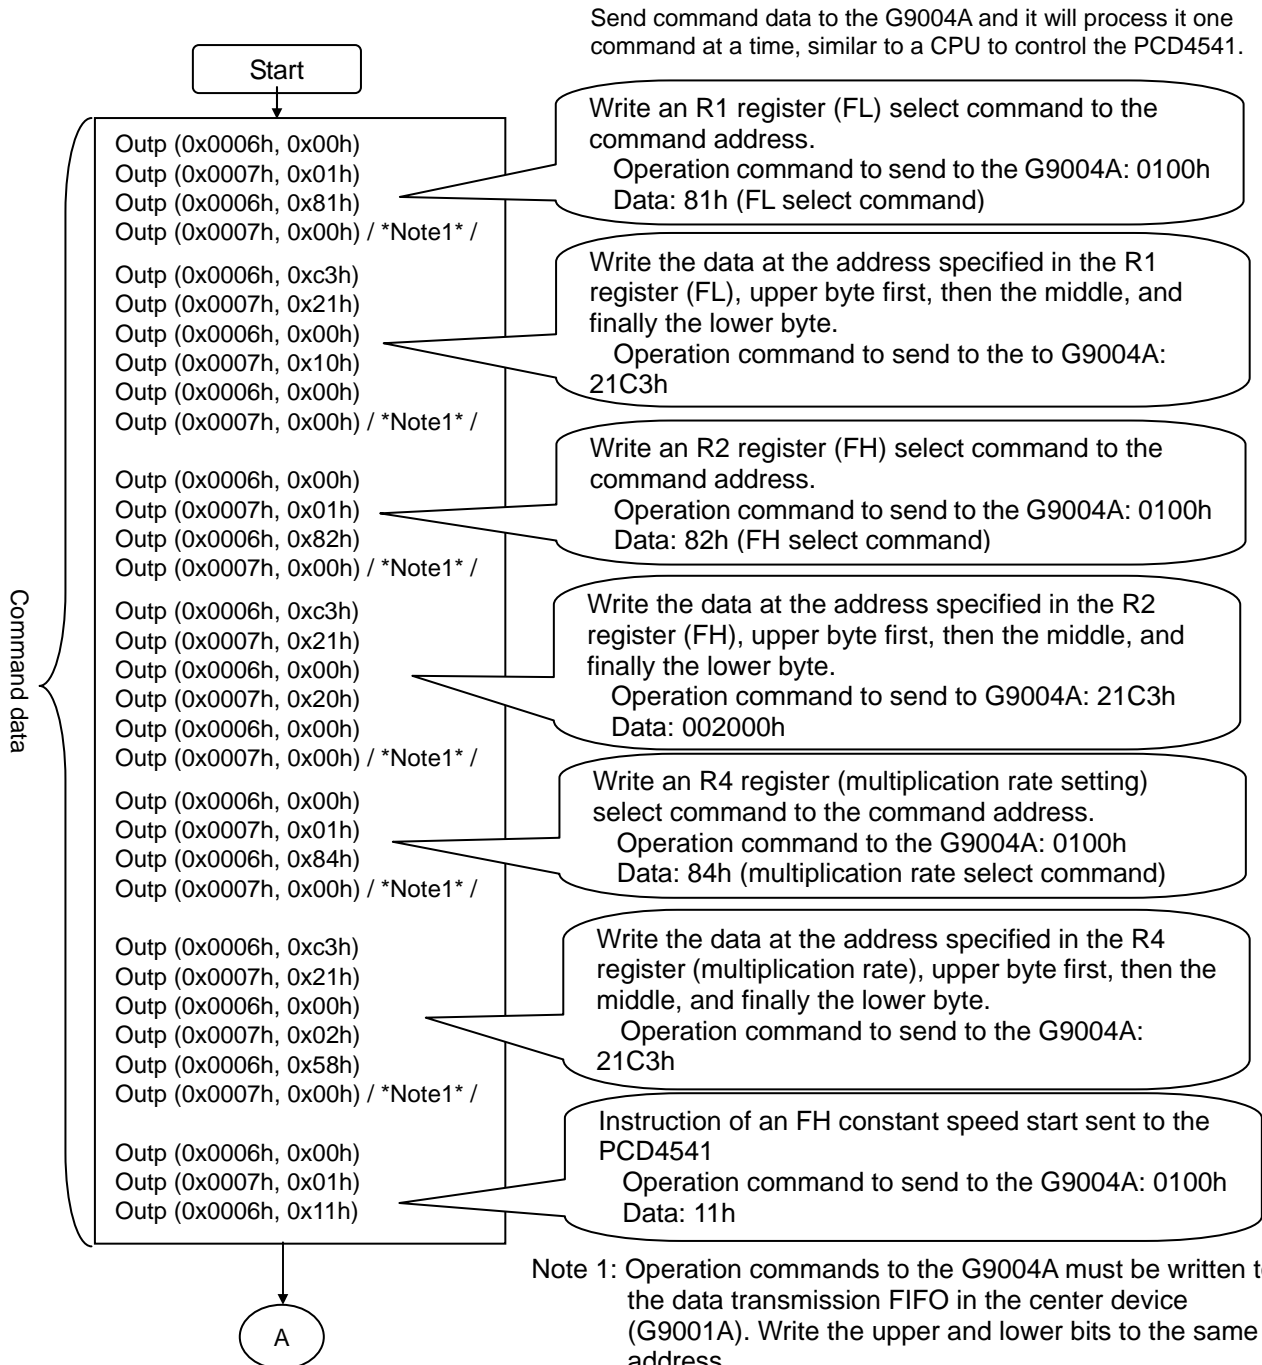 Send command data to the G9004A and it will process it one
command at a time, similar to a CPU to control the PCD4541.
Start
Outp (0x0006h, 0x00h)
Outp (0x0007h, 0x01h)
Outp (0x0006h, 0x81h)
Outp (0x0007h, 0x00h) / *Note1* /
Write an R1 register (FL) select command to the
command address.
Operation command to send to the G9004A: 0100h
Data: 81h (FL select command)
Outp (0x0006h, 0xc3h)
Outp (0x0007h, 0x21h)
Outp (0x0006h, 0x00h)
Outp (0x0007h, 0x10h)
Outp (0x0006h, 0x00h)
Outp (0x0007h, 0x00h) / *Note1* /
Write the data at the address specified in the R1
register (FL), upper byte first, then the middle, and
finally the lower byte.
Operation command to send to the to G9004A:
21C3h
Outp (0x0006h, 0x00h)
Outp (0x0007h, 0x01h)
Outp (0x0006h, 0x82h)
Outp (0x0007h, 0x00h) / *Note1* /
Write an R2 register (FH) select command to the
command address.
Operation command to send to the G9004A: 0100h
Data: 82h (FH select command)
Command data
Outp (0x0006h, 0xc3h)
Outp (0x0007h, 0x21h)
Outp (0x0006h, 0x00h)
Outp (0x0007h, 0x20h)
Outp (0x0006h, 0x00h)
Outp (0x0007h, 0x00h) / *Note1* /
Write the data at the address specified in the R2
register (FH), upper byte first, then the middle, and
finally the lower byte.
Operation command to send to G9004A: 21C3h
Data: 002000h
Outp (0x0006h, 0x00h)
Outp (0x0007h, 0x01h)
Outp (0x0006h, 0x84h)
Outp (0x0007h, 0x00h) / *Note1* /
Write an R4 register (multiplication rate setting)
select command to the command address.
Operation command to the G9004A: 0100h
Data: 84h (multiplication rate select command)
Outp (0x0006h, 0xc3h)
Outp (0x0007h, 0x21h)
Outp (0x0006h, 0x00h)
Outp (0x0007h, 0x02h)
Outp (0x0006h, 0x58h)
Outp (0x0007h, 0x00h) / *Note1* /
Write the data at the address specified in the R4
register (multiplication rate), upper byte first, then the
middle, and finally the lower byte.
Operation command to send to the G9004A:
21C3h
Outp (0x0006h, 0x00h)
Outp (0x0007h, 0x01h)
Outp (0x0006h, 0x11h)
Instruction of an FH constant speed start sent to the
PCD4541
Operation command to send to the G9004A: 0100h
Data: 11h
A
Note 1: Operation commands to the G9004A must be written to
the data transmission FIFO in the center device
(G9001A). Write the upper and lower bits to the same
address